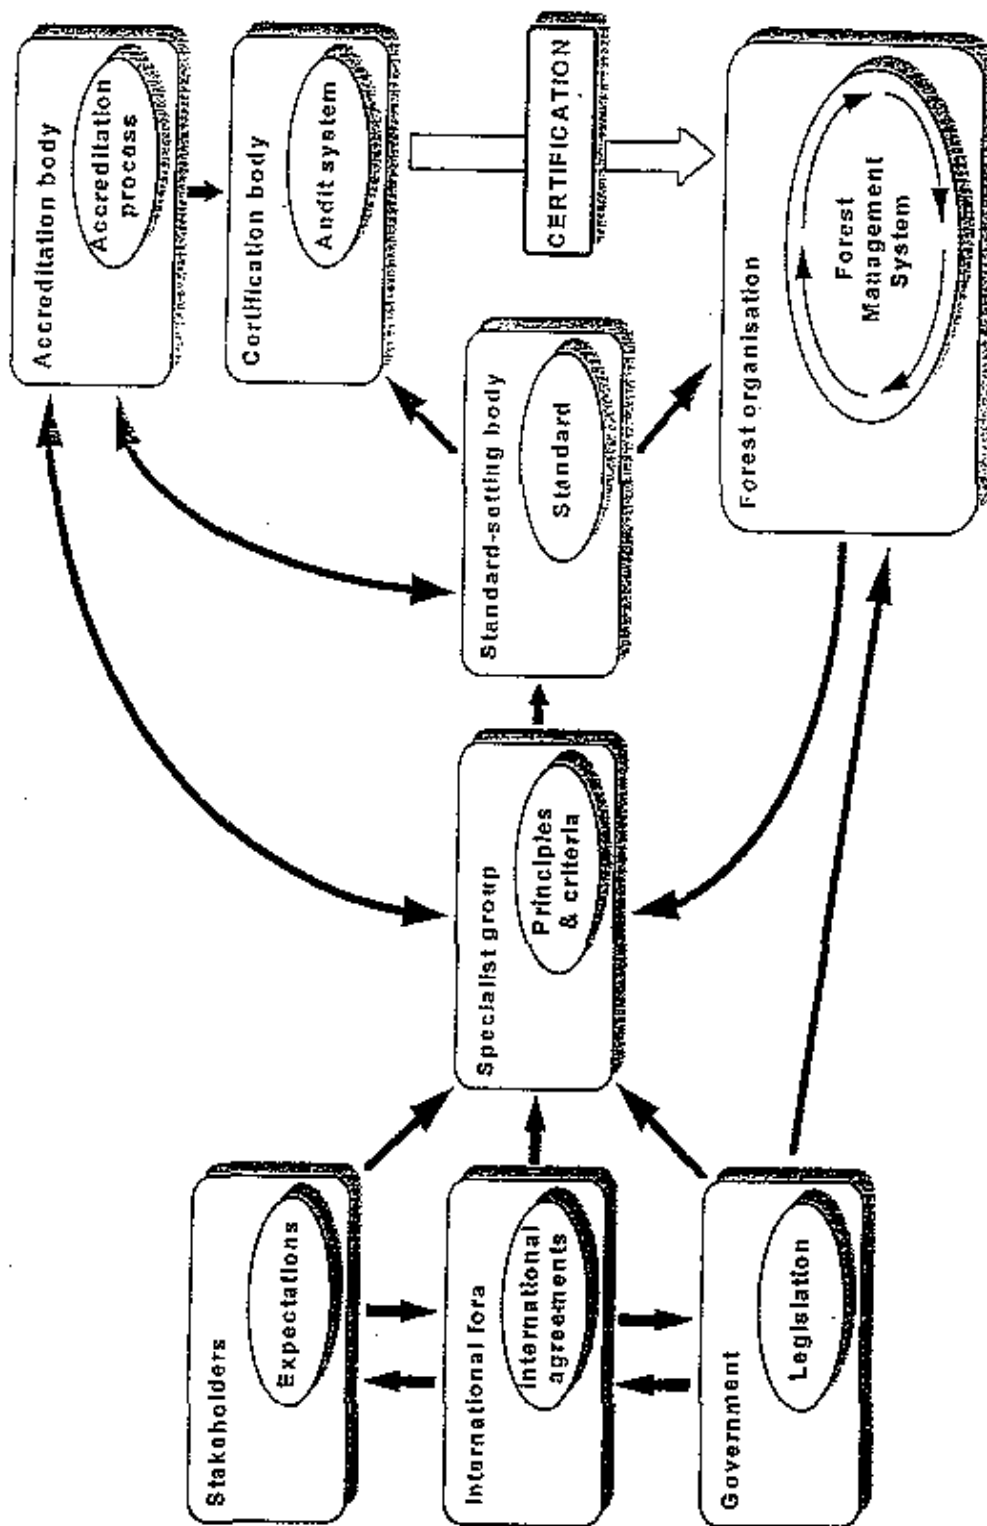 Stakeholders
Expectations
International fora
International
agreements
Government
Legislation
Specialist group
Principles
& criteria
Standard-setting body
Standard
Accreditation body
Accreditation
process
Certification body
Audit system
CERTIFICATION
Forest organisation
Forest
Management
System